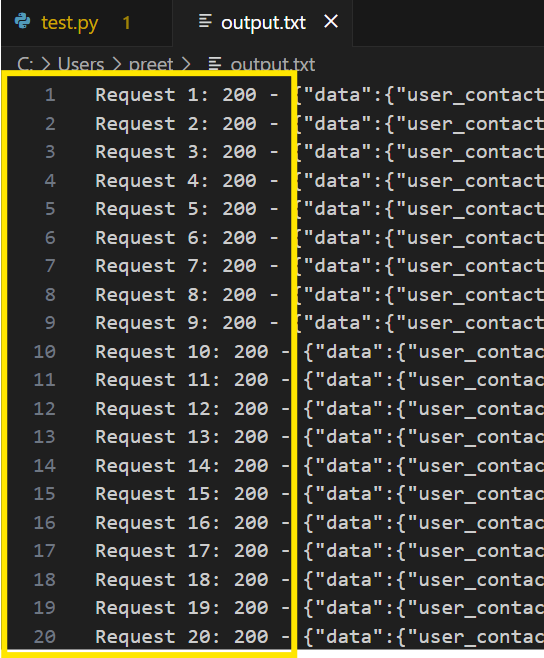 test.py 1 output.txt
C: > Users > preet > output.txt
1 Request 1: 200 - {"data":{"user_contact
2 Request 2: 200 - {"data":{"user_contact
3 Request 3: 200 - {"data":{"user_contact
4 Request 4: 200 - {"data":{"user_contact
5 Request 5: 200 - {"data":{"user_contact
6 Request 6: 200 - {"data":{"user_contact
7 Request 7: 200 - {"data":{"user_contact
8 Request 8: 200 - {"data":{"user_contact
9 Request 9: 200 - {"data":{"user_contact
10 Request 10: 200 - {"data":{"user_contac
11 Request 11: 200 - {"data":{"user_contac
12 Request 12: 200 - {"data":{"user_contac
13 Request 13: 200 - {"data":{"user_contac
14 Request 14: 200 - {"data":{"user_contac
15 Request 15: 200 - {"data":{"user_contac
16 Request 16: 200 - {"data":{"user_contac
17 Request 17: 200 - {"data":{"user_contac
18 Request 18: 200 - {"data":{"user_contac
19 Request 19: 200 - {"data":{"user_contac
20 Request 20: 200 - {"data":{"user_contac